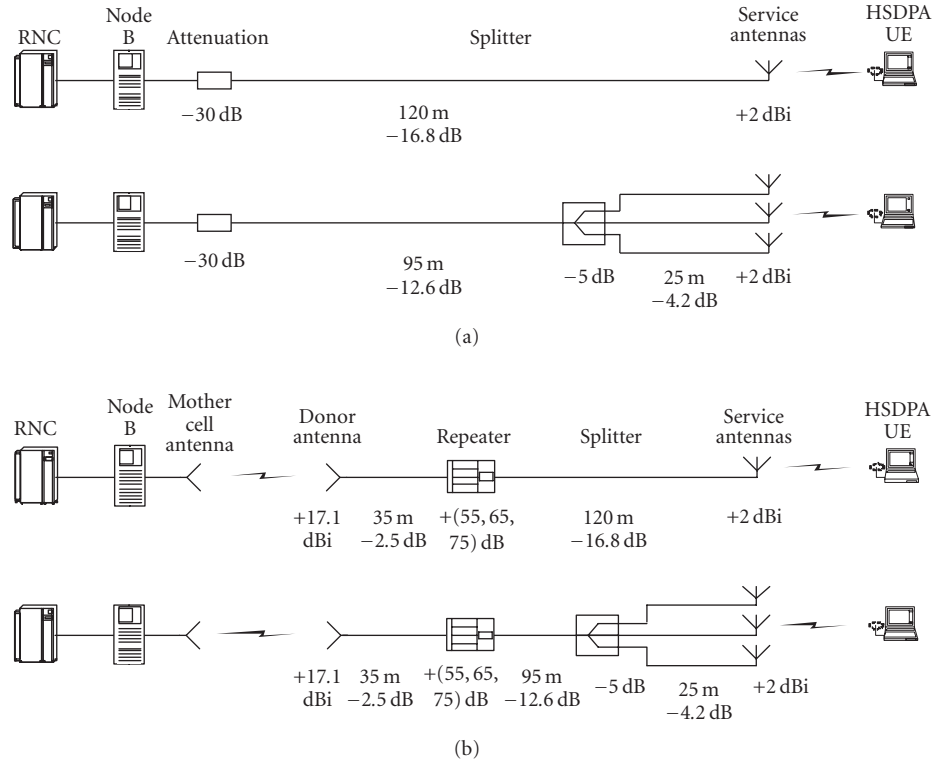 RNC
Node
B
Attenuation
Splitter
Service
antennas
HSDPA
UE
−30 dB
120 m
−16.8 dB
+2 dBi
−30 dB
95 m
−12.6 dB
−5 dB
25 m
−4.2 dB
+2 dBi
(a)
RNC
Node
B
Mother
cell
antenna
Donor
antenna
Repeater
Splitter
Service
antennas
HSDPA
UE
+17.1
dBi
35 m
−2.5 dB
+(55, 65,
75) dB
120 m
−16.8 dB
+2 dBi
+17.1
dBi
35 m
−2.5 dB
+(55, 65,
75) dB
95 m
−12.6 dB
−5 dB
25 m
−4.2 dB
+2 dBi
(b)